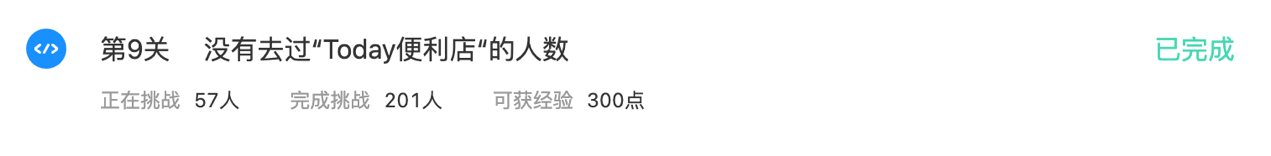 第9关 没有去过“Today便利店“的人数 已完成
正在挑战 57人 完成挑战 201人 可获经验 300点